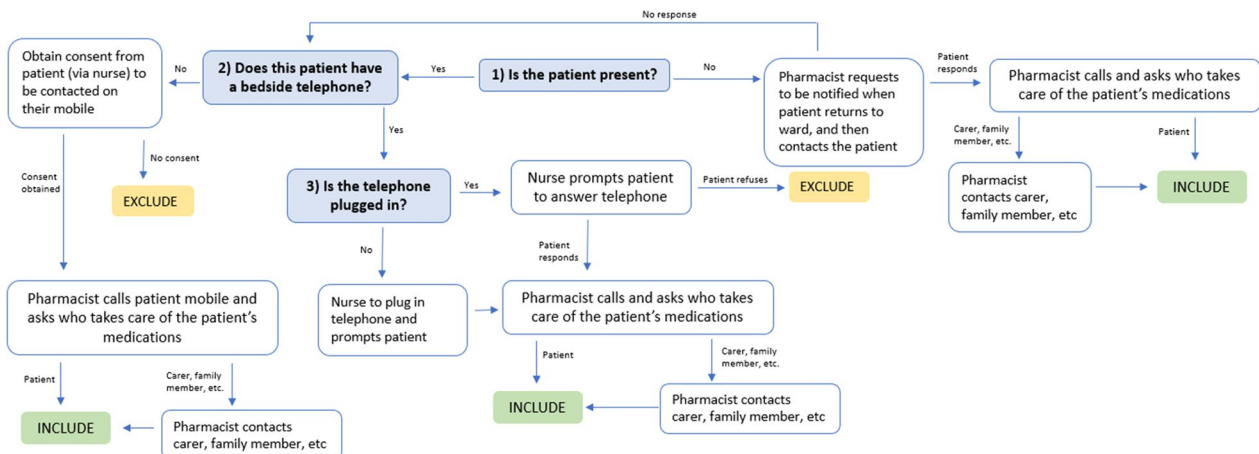 No response
Obtain consent from
patient (via nurse) to
be contacted on
their mobile
No
2) Does this patient have
a bedside telephone?
Yes
1) Is the patient present?
No
Pharmacist requests
to be notified when
patient returns to
ward, and then
contacts the patient
Patient
responds
Pharmacist calls and asks who takes
care of the patient's medications
Carer, family
member, etc.
Patient
Pharmacist
contacts carer,
family member, etc
INCLUDE
Yes
Consent
obtained
No consent
EXCLUDE
3) Is the telephone
plugged in?
Yes
Nurse prompts patient
to answer telephone
Patient refuses
EXCLUDE
No
Patient
responds
Pharmacist calls patient mobile and
asks who takes care of the patient's
medications
Nurse to plug in
telephone and
prompts patient
Pharmacist calls and asks who takes
care of the patient's medications
Patient
Carer, family
member, etc.
Patient
Carer, family
member, etc.
INCLUDE
Pharmacist contacts
carer, family member, etc
INCLUDE
Pharmacist contacts
carer, family member, etc